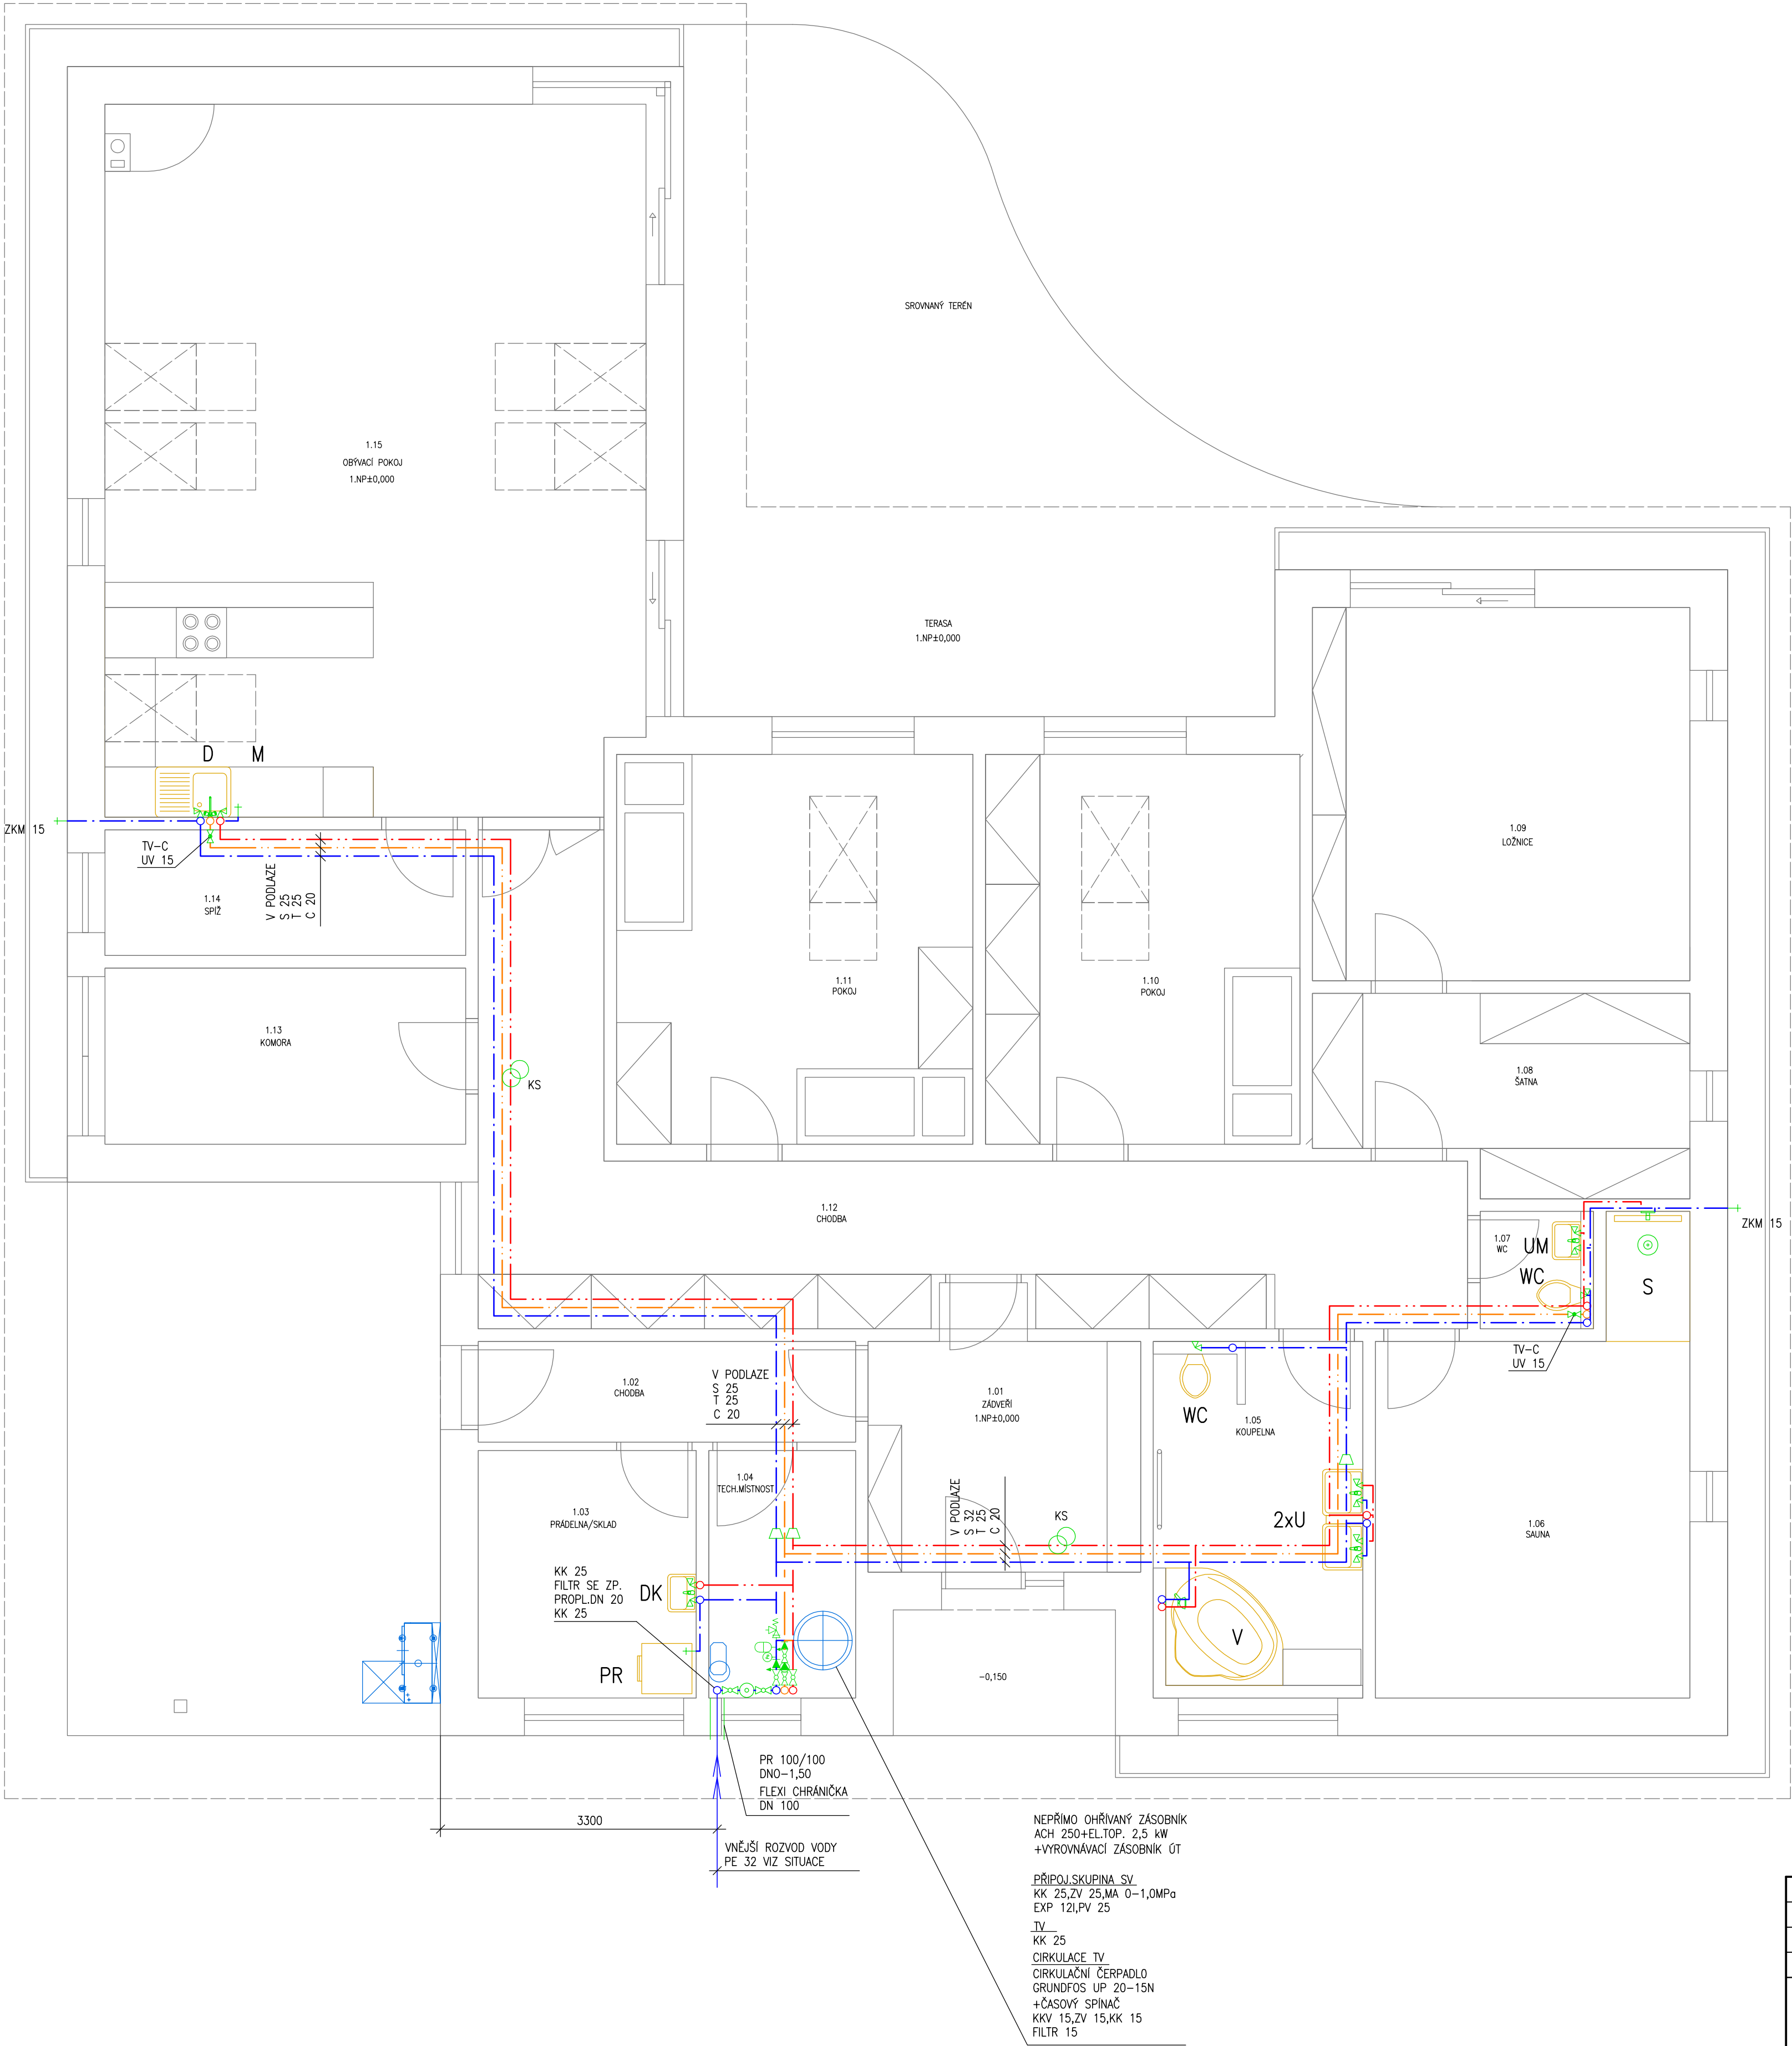 SROVNANÝ TERÉN
1.15
OBÝVACÍ POKOJ
1.NP±0,000
TERASA
1.NP±0,000
D
M
ZKM 15
TV-C
UV 15
1.14
SPÍŽ
V PODLAZE
S 25
T 25
C 20
1.09
LOŽNICE
1.11
POKOJ
1.10
POKOJ
1.13
KOMORA
KS
1.08
ŠATNA
1.12
CHODBA
1.07
WC
UM
WC
S
ZKM 15
TV-C
UV 15
1.02
CHODBA
V PODLAZE
S 25
T 25
C 20
1.01
ZÁDVEŘÍ
1.NP±0,000
WC
1.05
KOUPELNA
1.04
TECH.MÍSTNOST
1.03
PRÁDELNA/SKLAD
V PODLAZE
S 32
T 25
C 20
KS
2xU
1.06
SAUNA
KK 25
FILTR SE ZP.
PROPL.DN 20
KK 25
DK
PR
V
-0,150
PR 100/100
DNO-1,50
FLEXI CHRÁNIČKA
DN 100
3300
VNĚJŠÍ ROZVOD VODY
PE 32 VIZ SITUACE
NEPŘÍMO OHŘÍVANÝ ZÁSOBNÍK
ACH 250+EL.TOP. 2,5 kW
+VYROVNÁVACÍ ZÁSOBNÍK ÚT
PŘIPOJ.SKUPINA SV
KK 25,ZV 25,MA 0-1,0MPa
EXP 12l,PV 25
TV
KK 25
CIRKULACE TV
CIRKULAČNÍ ČERPADLO
GRUNDFOS UP 20-15N
+ČASOVÝ SPÍNAČ
KKV 15,ZV 15,KK 15
FILTR 15